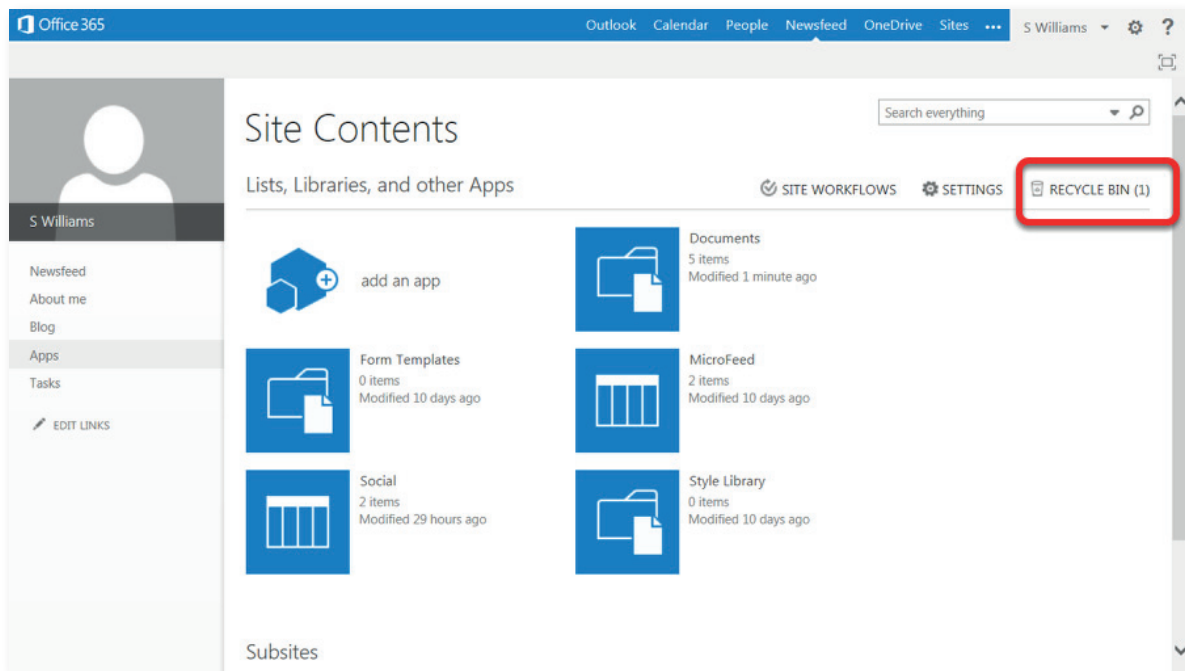 Office 365
Outlook Calendar People Newsfeed OneDrive Sites ••• S Williams ?
Search everything
Site Contents
Lists, Libraries, and other Apps
SITE WORKFLOWS SETTINGS RECYCLE BIN (1)
S Williams
Newsfeed
About me
Blog
Apps
Tasks
EDIT LINKS
add an app
Documents
5 items
Modified 1 minute ago
Form Templates
0 items
Modified 10 days ago
MicroFeed
2 items
Modified 10 days ago
Social
2 items
Modified 29 hours ago
Style Library
0 items
Modified 10 days ago
Subsites